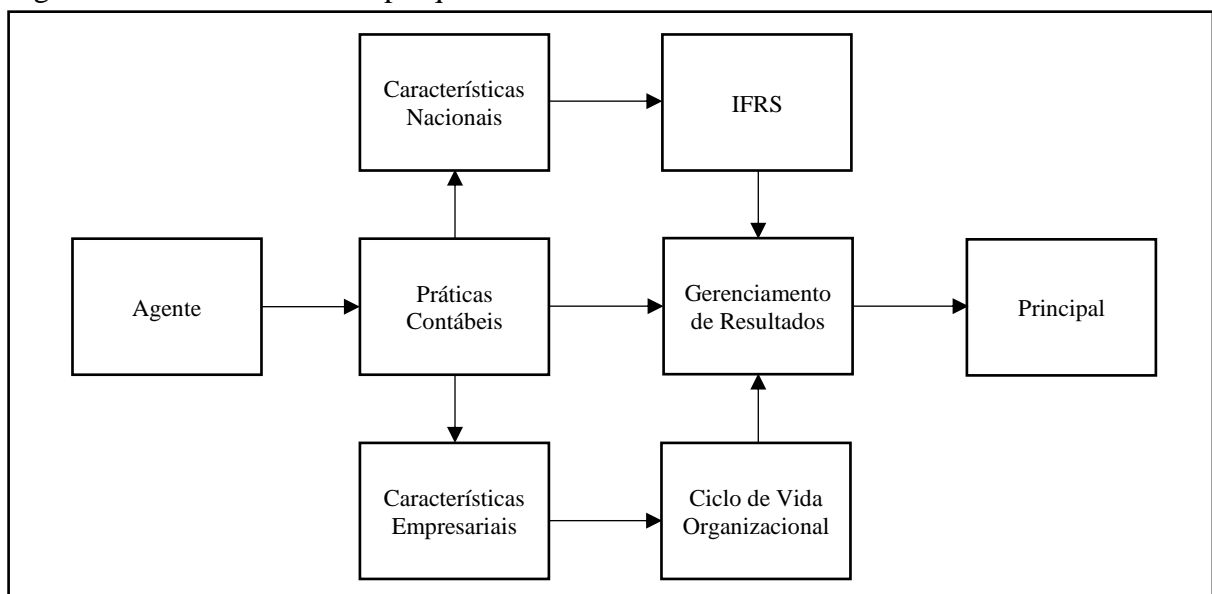 Características
Nacionais
IFRS
Agente
Práticas
Contábeis
Gerenciamento
de Resultados
Principal
Características
Empresariais
Ciclo de Vida
Organizacional